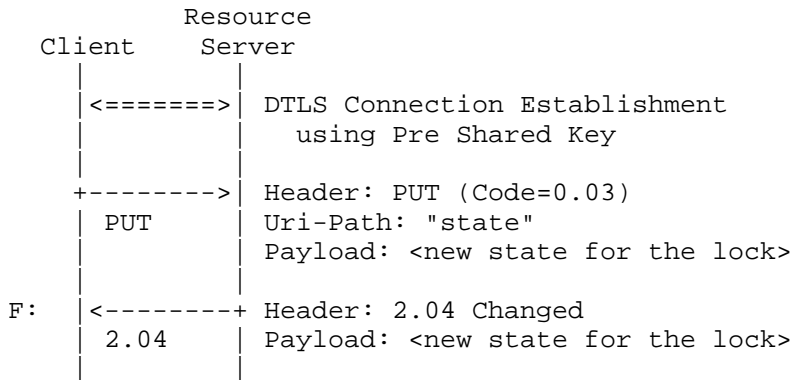 Resource
Client Server
<=======> DTLS Connection Establishment
using Pre Shared Key
+--------> Header: PUT (Code=0.03)
PUT Uri-Path: "state"
Payload: <new state for the lock>
F: <--------+ Header: 2.04 Changed
2.04 Payload: <new state for the lock>